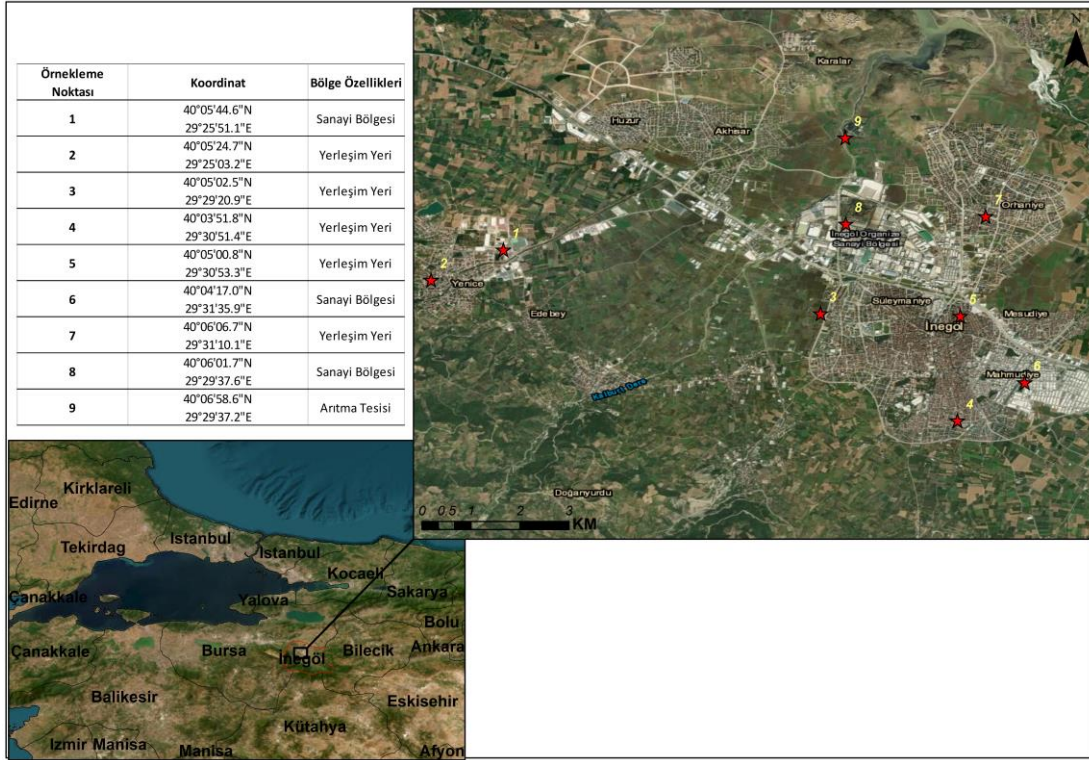 Örnekleme Noktası Koordinat Bölge Özellikleri
1 40°05'44.6"N 29°25'51.1"E Sanayi Bölgesi
2 40°05'24.7"N 29°25'03.2"E Yerleşim Yeri
3 40°05'02.5"N 29°29'20.9"E Yerleşim Yeri
4 40°03'51.8"N 29°30'51.4"E Yerleşim Yeri
5 40°05'00.8"N 29°30'53.3"E Yerleşim Yeri
6 40°04'17.0"N 29°31'35.9"E Sanayi Bölgesi
7 40°06'06.7"N 29°31'10.1"E Yerleşim Yeri
8 40°06'01.7"N 29°29'37.6"E Sanayi Bölgesi
9 40°06'58.6"N 29°29'37.2"E Arıtma Tesisi
N
Karalar
Huzur
Akhisar
9
7
Orhaniye
8
İnegöl Organize
Sanayi Bölgesi
1
2
Yenice
Edebey
3
Süleymaniye
5
Mesudiye
İnegöl
Mahmudiye
6
4
Kalburt Dere
Doğanyurdu
0 0.5 1 2 3
KM
Kirklareli
Edirne
Tekirdag
Istanbul
Istanbul
Kocaeli
Çanakkale
Yalova
Sakarya
Bolu
Çanakkale
Bursa
İnegöl
Bilecik
Ankara
Balikesir
Eskisehir
Kütahya
Izmir
Manisa
Manisa
Afyon